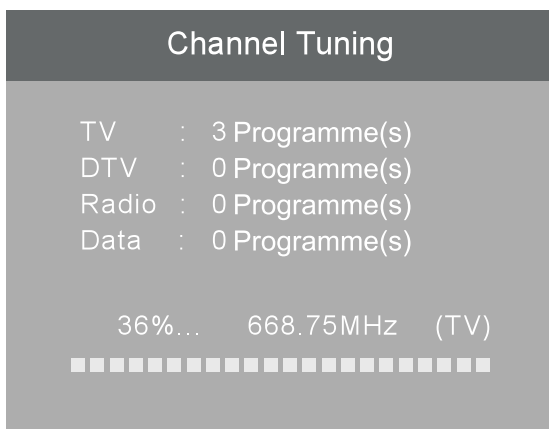 Channel Tuning
TV : 3 Programme(s)
DTV : 0 Programme(s)
Radio : 0 Programme(s)
Data : 0 Programme(s)
36%... 668.75MHz (TV)